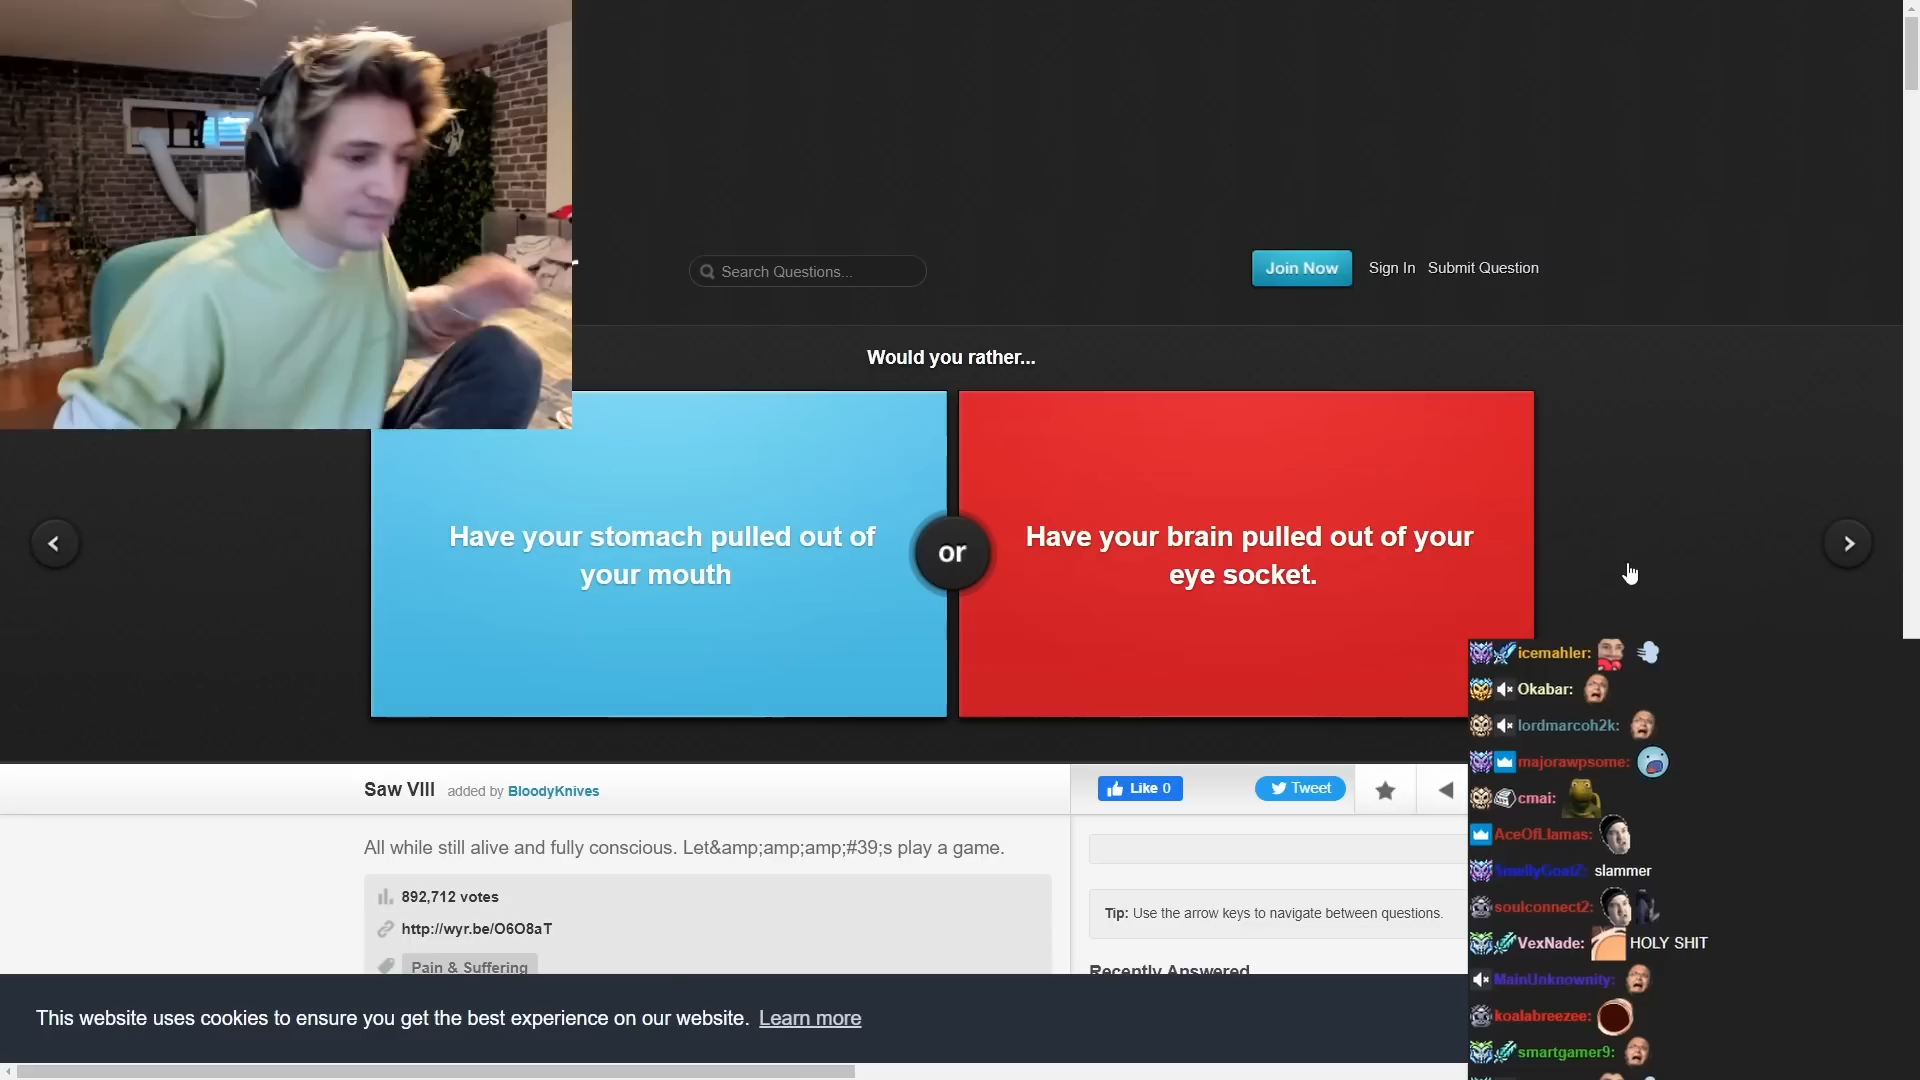 Search Questions...
Join Now
Sign In
Submit Question
Would you rather...
Have your stomach pulled out of
your mouth
or
Have your brain pulled out of your
eye socket.
icemahler:
Okabar:
lordmarcoh2k:
majorawpsome:
cmai:
AceOfLlamas:
SmellyGoatZ: slammer
soulconnect2:
VexNade: HOLY SHIT
MainUnknownity:
koalabreezee:
smartgamer9:
Saw VIII added by BloodyKnives
Like 0
Tweet
All while still alive and fully conscious. Let&amp;amp;amp;#39;s play a game.
892,712 votes
http://wyr.be/O6O8aT
Pain & Suffering
Tip: Use the arrow keys to navigate between questions.
Recently Answered
This website uses cookies to ensure you get the best experience on our website. Learn more